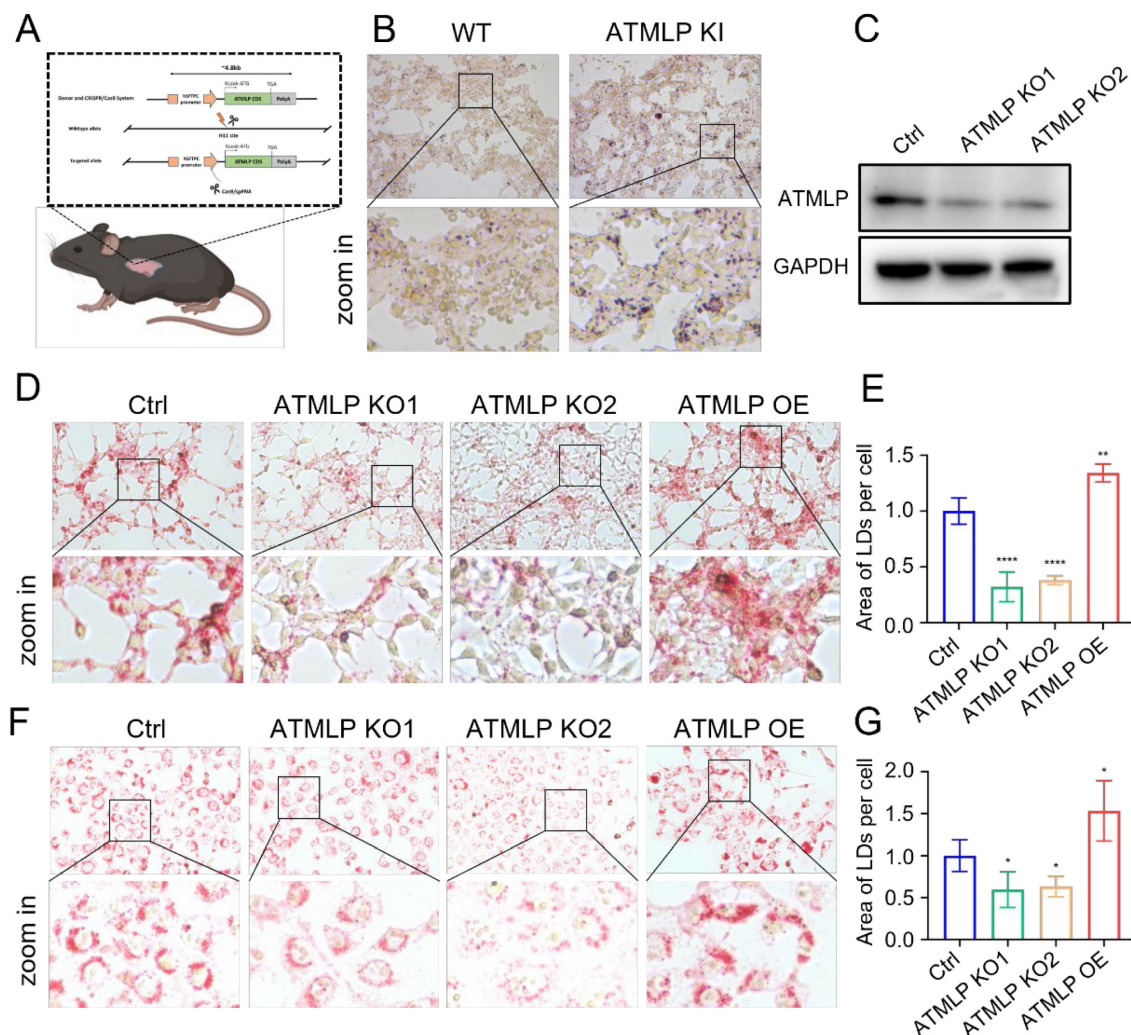 A
~4.8kb
Kozak-ATG
TGA
Donor and CRISPR/Cas9 System
hSFTPC promoter
ATMLP CDS
PolyA
Wildtype allele
H11 site
Kozak-ATG
TGA
Targeted allele
hSFTPC promoter
ATMLP CDS
PolyA
Cas9/sgRNA
B
WT
ATMLP KI
zoom in
C
Ctrl
ATMLP KO1
ATMLP KO2
ATMLP
GAPDH
D
Ctrl
ATMLP KO1
ATMLP KO2
ATMLP OE
zoom in
E
Area of LDs per cell
1.5
1.0
0.5
0.0
****
****
**
Ctrl
ATMLP KO1
ATMLP KO2
ATMLP OE
F
Ctrl
ATMLP KO1
ATMLP KO2
ATMLP OE
zoom in
G
Area of LDs per cell
2.0
1.5
1.0
0.5
0.0
*
*
*
Ctrl
ATMLP KO1
ATMLP KO2
ATMLP OE